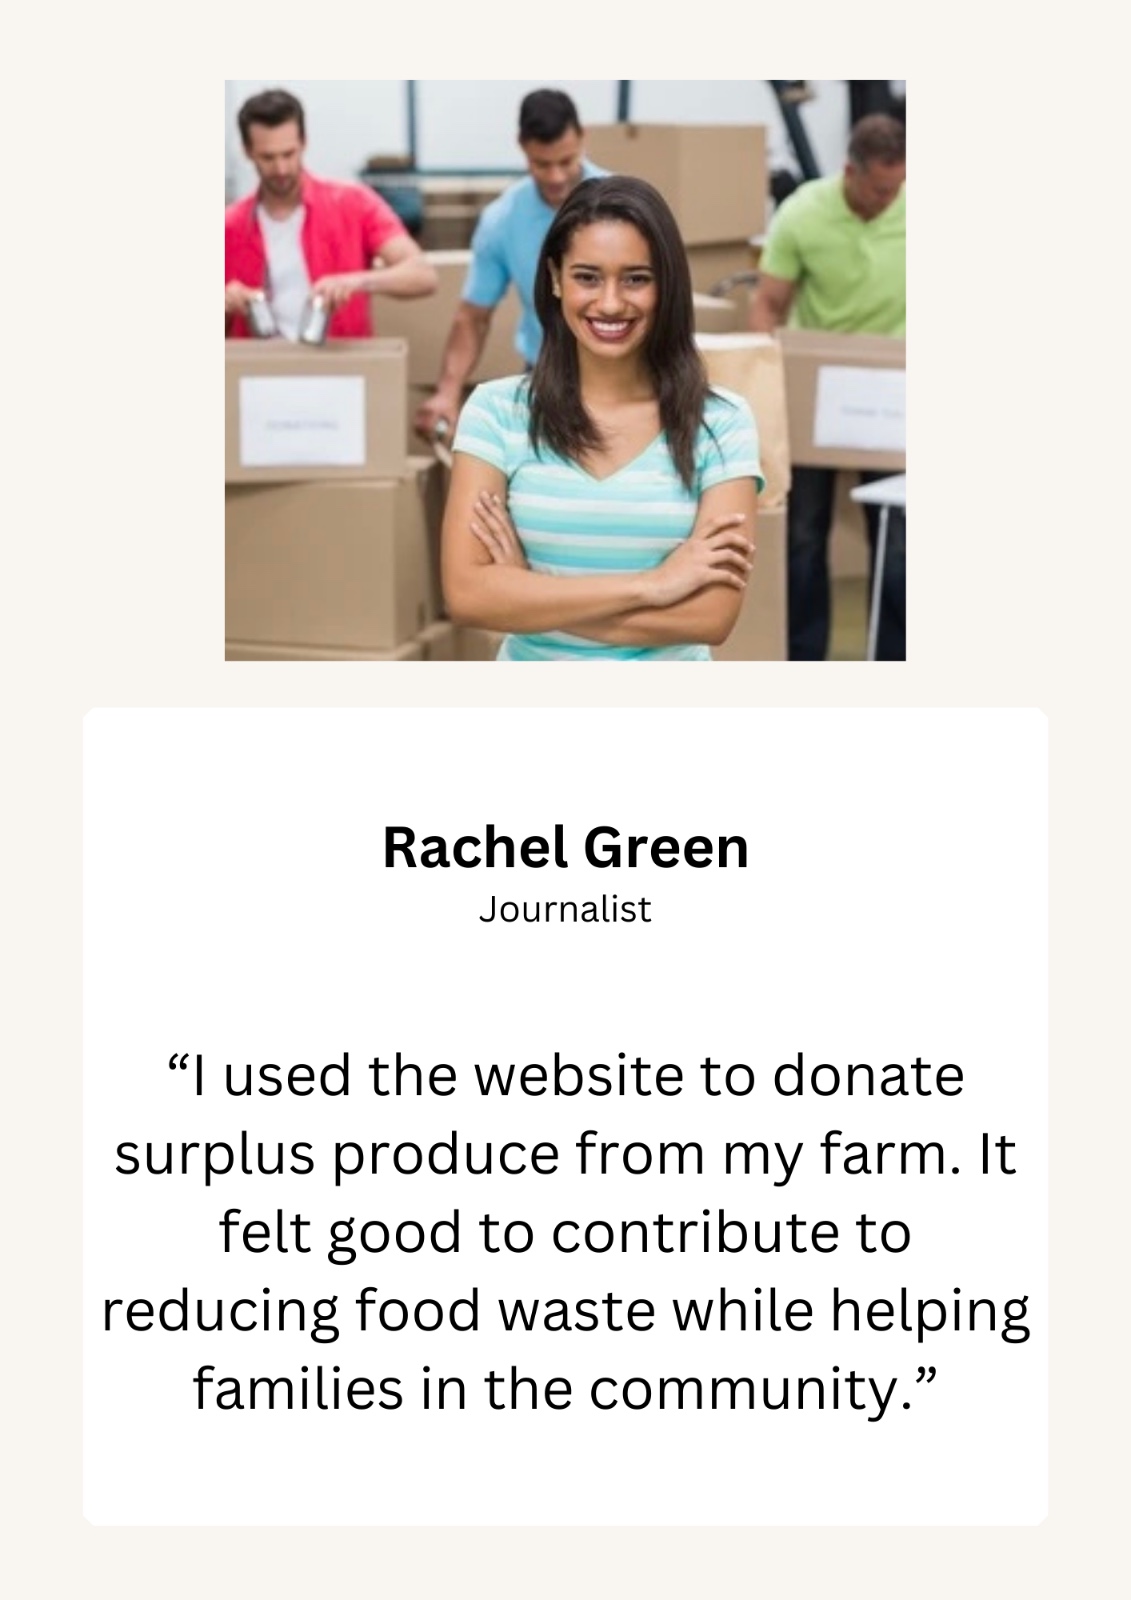 Rachel Green
Journalist
“I used the website to donate
surplus produce from my farm. It
felt good to contribute to
reducing food waste while helping
families in the community.”